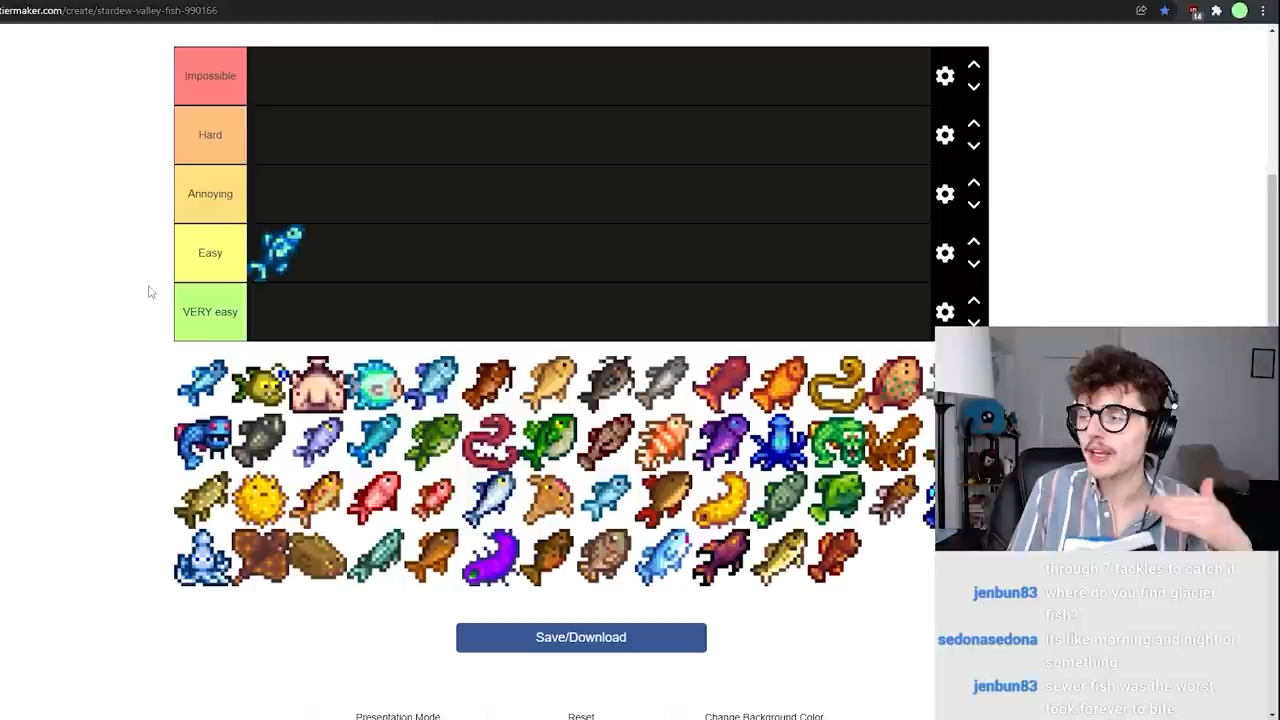 tiermaker.com/create/stardew-valley-fish-990166
14
Impossible
Hard
Annoying
Easy
VERY easy
Save/Download
Presentation Mode
Reset
Change Background Color
through 7 tackles to catch it
jenbun83 where do you find glacier
fish?
sedonasedona its like morning and night or
something
jenbun83 sewer fish was the worst
took forever to bite